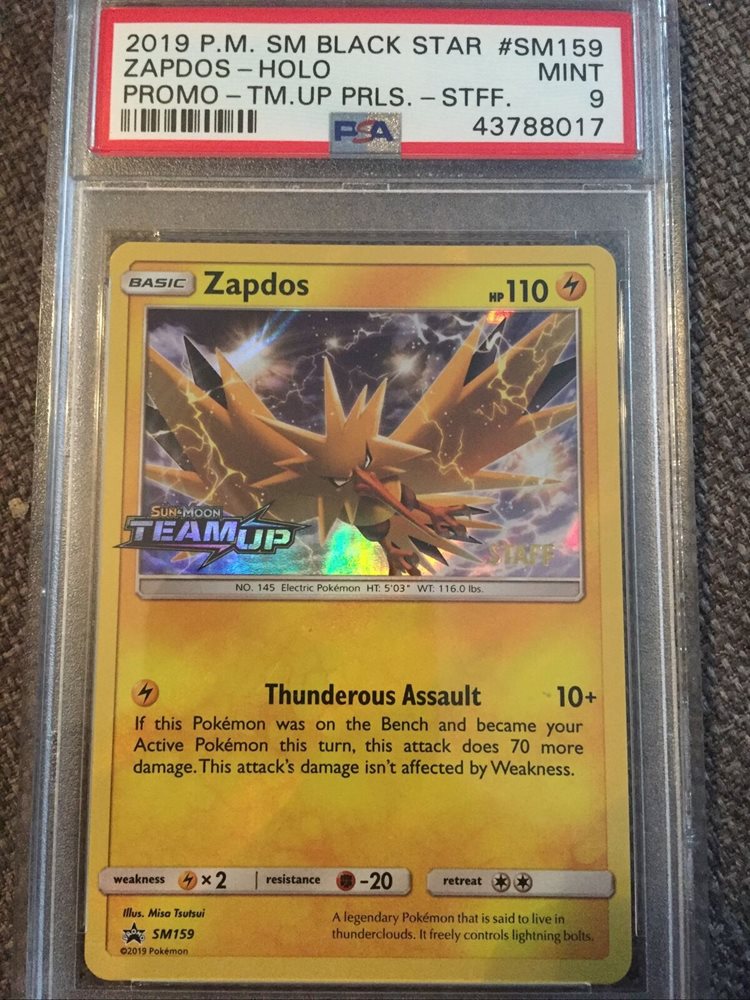 2019 P.M. SM BLACK STAR #SM159
ZAPDOS - HOLO MINT
PROMO - TM.UP PRLS. - STFF. 9
PSA 43788017
BASIC Zapdos HP 110
SUN & MOON
TEAM UP
STAFF
NO. 145 Electric Pokémon HT: 5'03" WT: 116.0 lbs.
Thunderous Assault 10+
If this Pokémon was on the Bench and became your
Active Pokémon this turn, this attack does 70 more
damage. This attack's damage isn't affected by Weakness.
weakness ×2 resistance -20 retreat
Illus. Misa Tsutsui
SM159
©2019 Pokémon
A legendary Pokémon that is said to live in
thunderclouds. It freely controls lightning bolts.